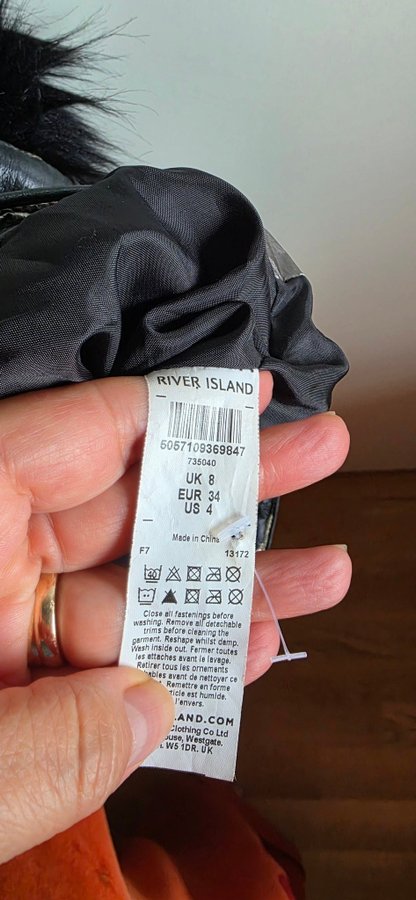 RIVER ISLAND
5057109369847
735040
UK 8
EUR 34
US 4
Made in China
F7 13172
40
Close all fastenings before
washing. Remove all detachable
trims before cleaning the
garment. Reshape whilst damp.
Wash inside out. Fermer toutes
les attaches avant le lavage.
Retirer tous les ornements
avant de nettoyer ce
Remettre en forme
est humide.
l'envers.
LAND.COM
Clothing Co Ltd
Westgate,
W5 1DR. UK